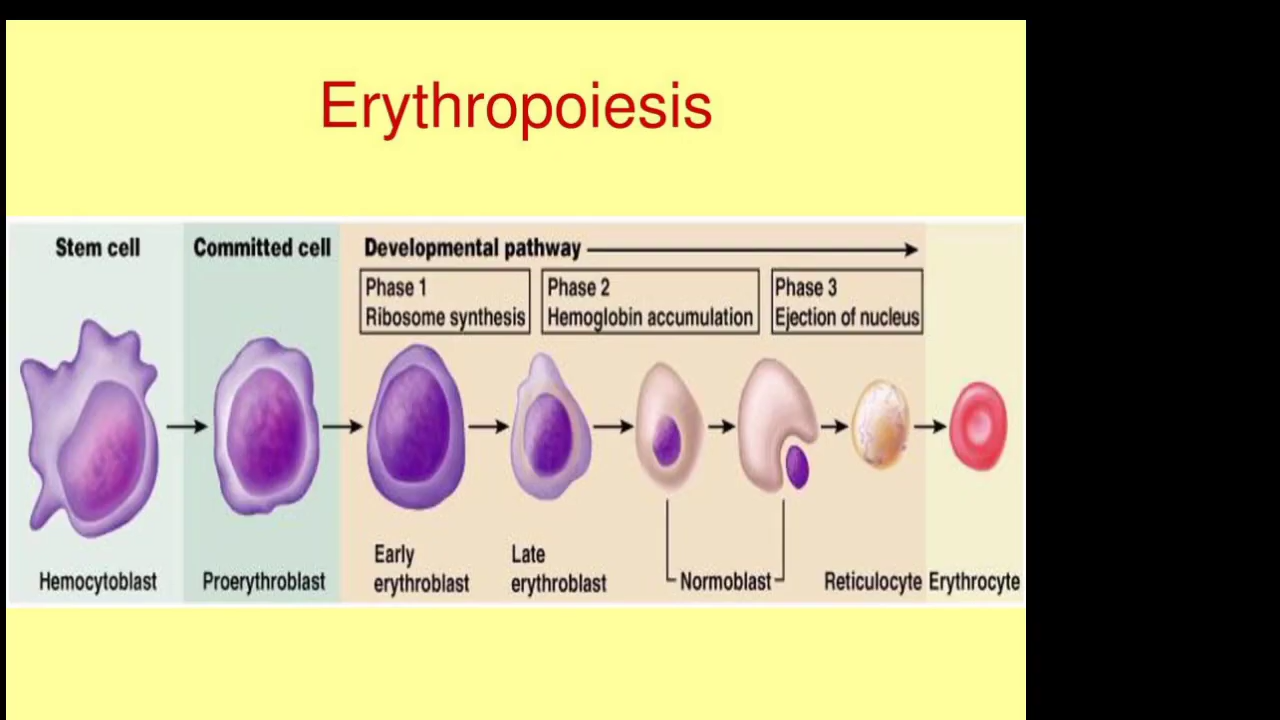 Erythropoiesis
Stem cell
Committed cell
Developmental pathway
Phase 1
Ribosome synthesis
Phase 2
Hemoglobin accumulation
Phase 3
Ejection of nucleus
Hemocytoblast
Proerythroblast
Early
erythroblast
Late
erythroblast
Normoblast
Reticulocyte
Erythrocyte